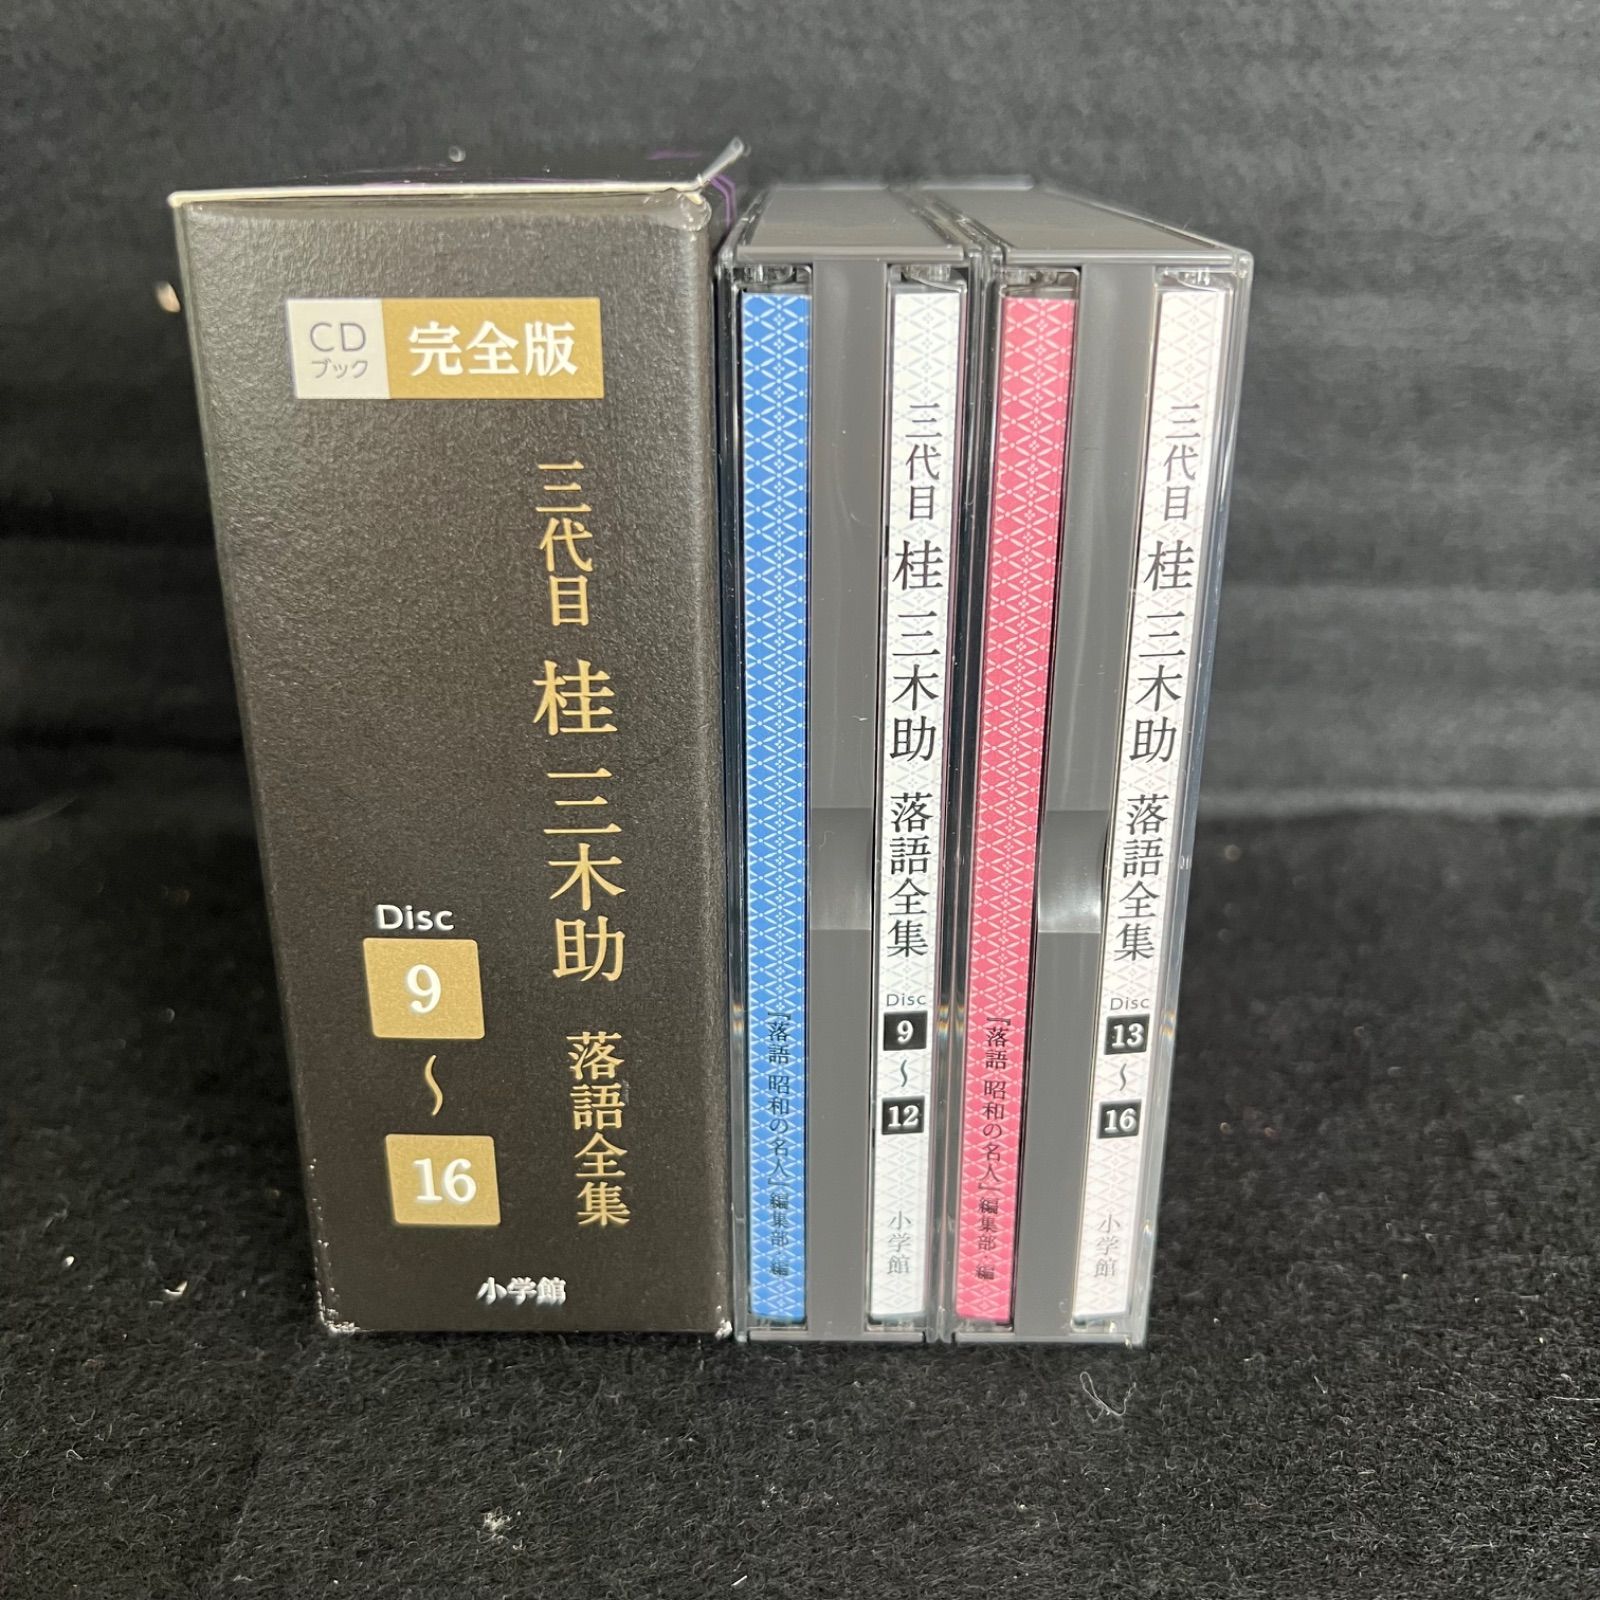 CD
ブック
完全版
三代目 桂 三木助 落語全集
Disc
9
〜
16
小学館
『落語 昭和の名人』編集部・編
三代目 桂 三木助 落語全集
Disc
9
〜
12
小学館
『落語 昭和の名人』編集部・編
三代目 桂 三木助 落語全集
Disc
13
〜
16
小学館